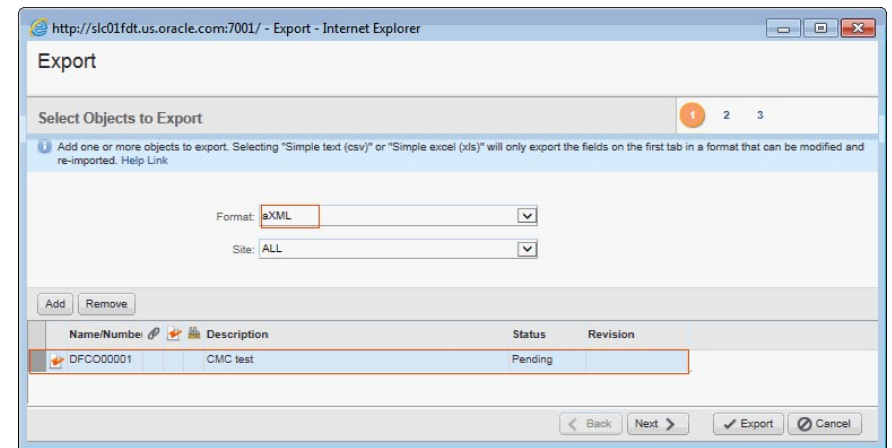 http://slc01fdt.us.oracle.com:7001/ - Export - Internet Explorer
Export
Select Objects to Export
1 2 3
Add one or more objects to export. Selecting "Simple text (csv)" or "Simple excel (xls)" will only export the fields on the first tab in a format that can be modified and
re-imported. Help Link
Format: aXML
Site: ALL
Add Remove
Name/Number Description Status Revision
DFCO00001 CMC test Pending
Back Next Export Cancel